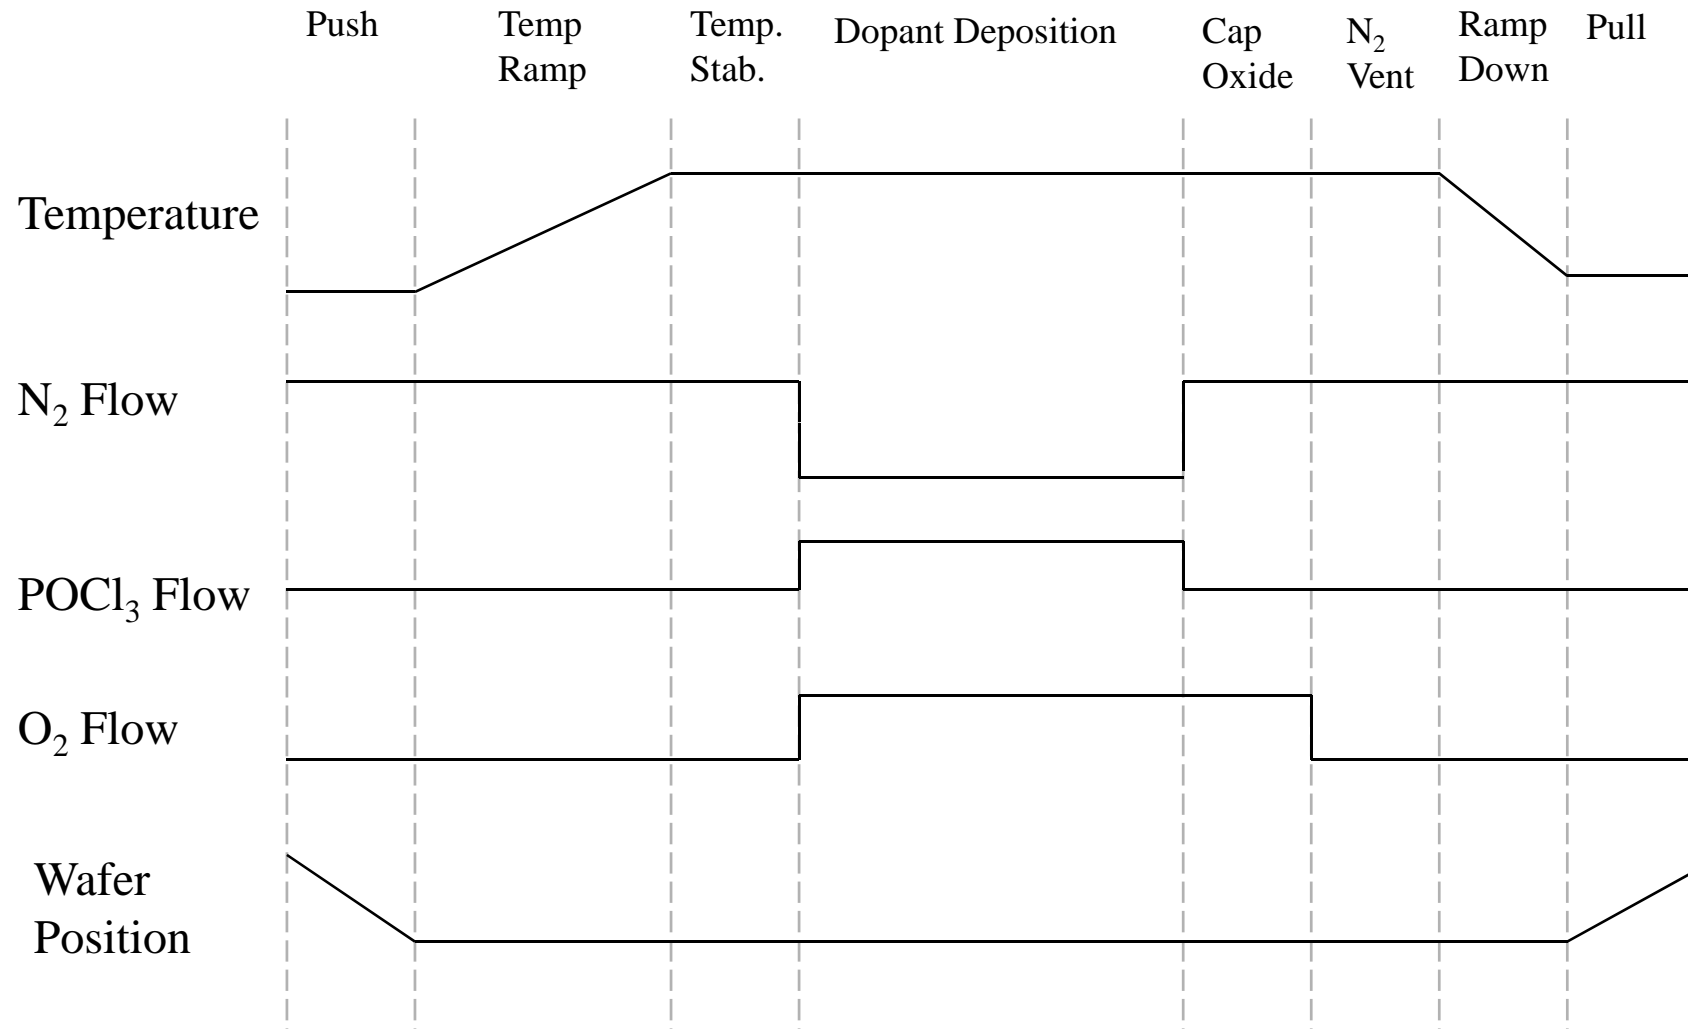 Push
Temp
Ramp
Temp.
Stab.
Dopant Deposition
Cap
Oxide
N₂
Vent
Ramp
Down
Pull
Temperature
N₂ Flow
POCl₃ Flow
O₂ Flow
Wafer
Position